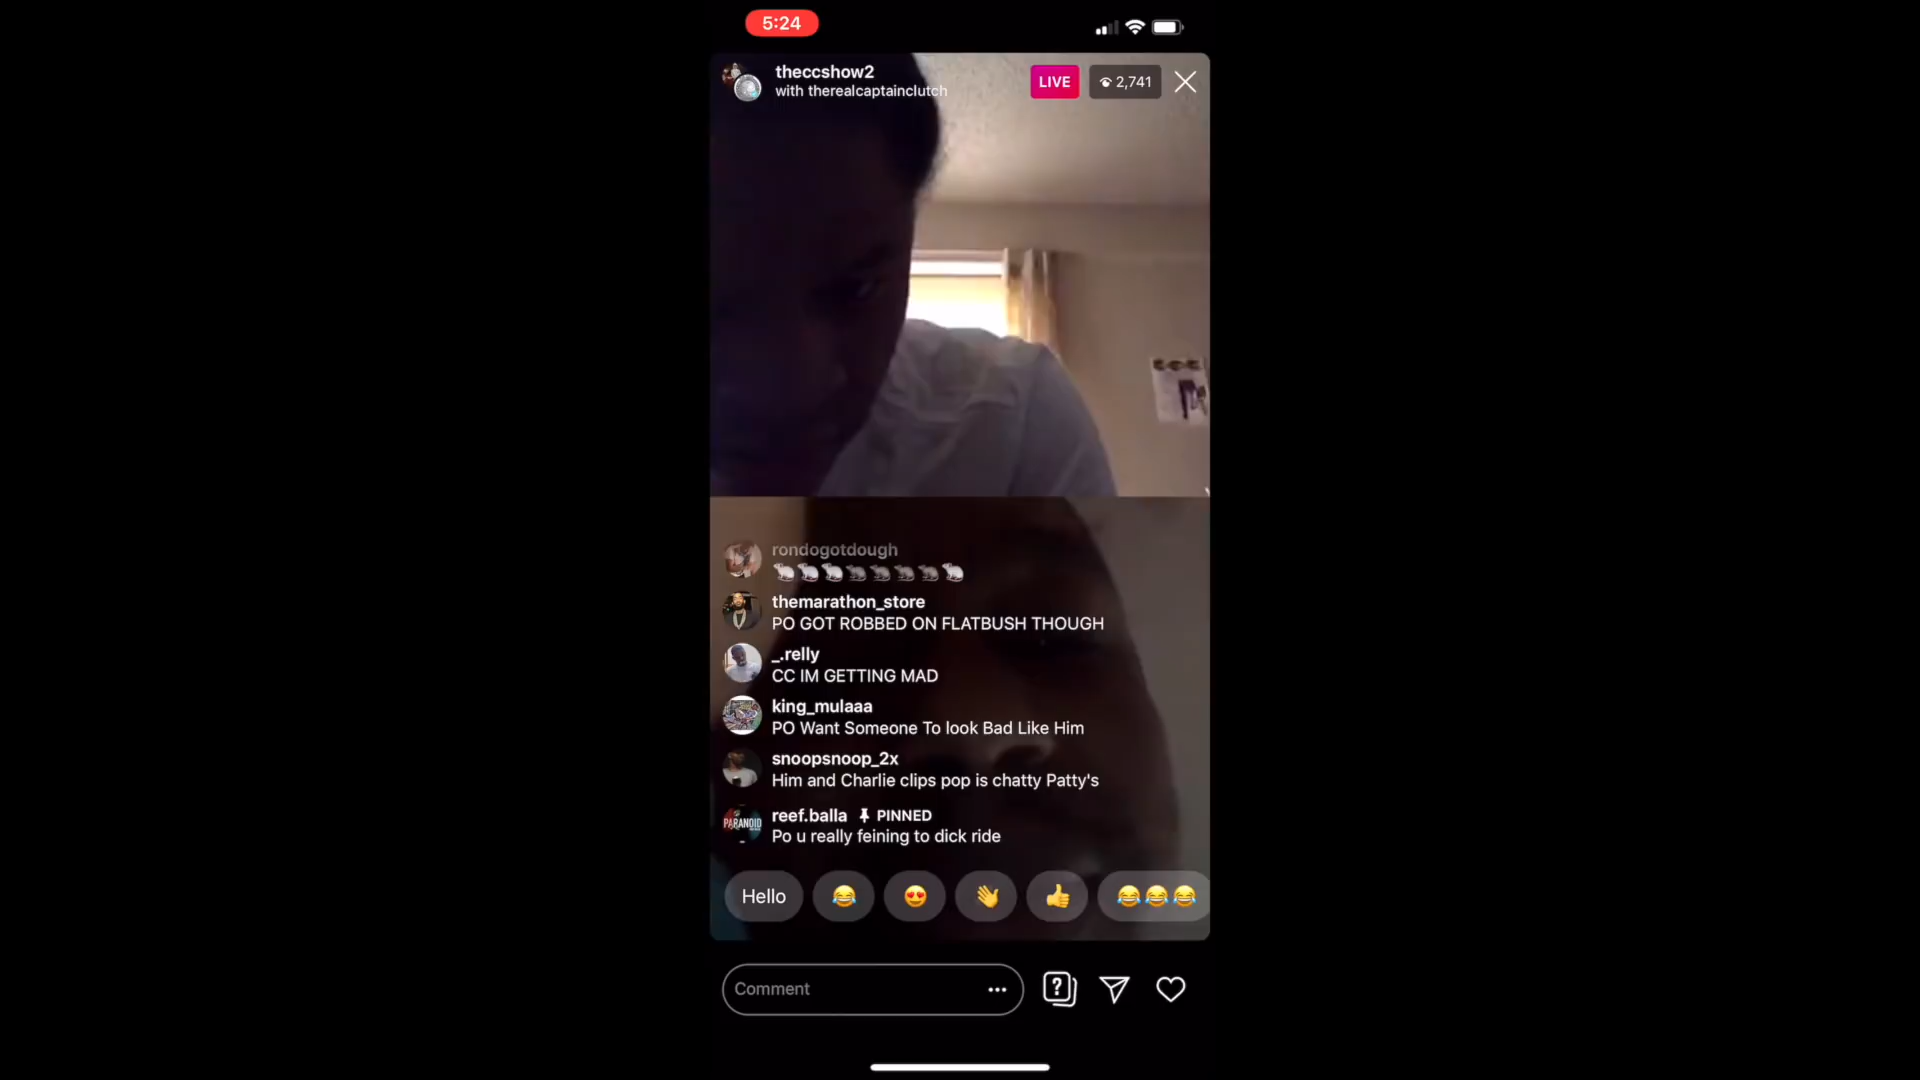 5:24
theccshow2
with therealcaptainclutch
LIVE
2,741
rondogotdough
🐁🐁🐁🐀🐀🐀🐀🐁
themarathon_store
PO GOT ROBBED ON FLATBUSH THOUGH
_.relly
CC IM GETTING MAD
king_mulaaa
PO Want Someone To look Bad Like Him
snoopsnoop_2x
Him and Charlie clips pop is chatty Patty's
PARANOID
reef.balla PINNED
Po u really feining to dick ride
Hello 😂 😍 👋 👍 😂😂😂
Comment ...
?